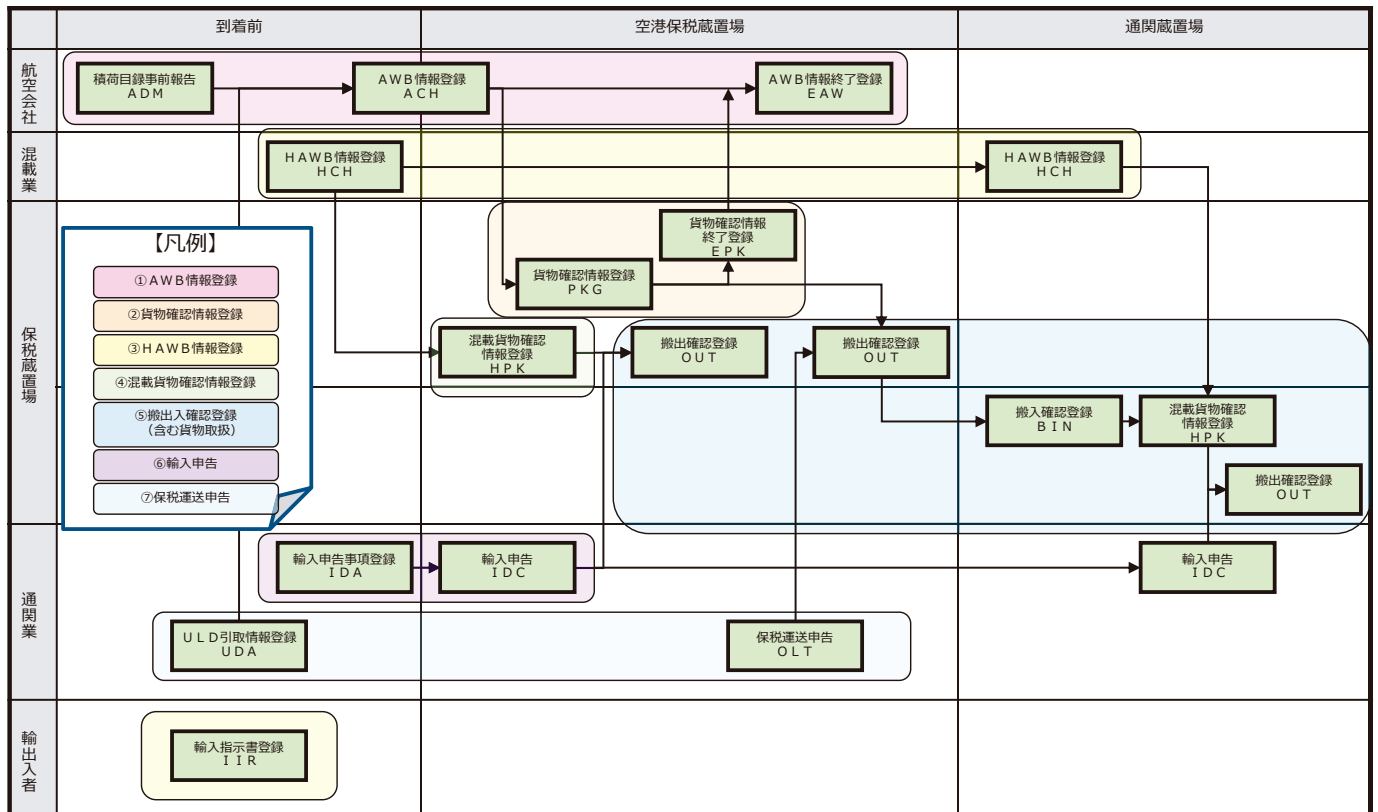 到着前
空港保税蔵置場
通関蔵置場
航空会社
積荷目録事前報告
ＡＤＭ
ＡＷＢ情報登録
ＡＣＨ
ＡＷＢ情報終了登録
ＥＡＷ
混載業
ＨＡＷＢ情報登録
ＨＣＨ
ＨＡＷＢ情報登録
ＨＣＨ
保税蔵置場
【凡例】
①ＡＷＢ情報登録
②貨物確認情報登録
③ＨＡＷＢ情報登録
④混載貨物確認情報登録
⑤搬出入確認登録
（含む貨物取扱）
⑥輸入申告
⑦保税運送申告
貨物確認情報
終了登録
ＥＰＫ
貨物確認情報登録
ＰＫＧ
混載貨物確認
情報登録
ＨＰＫ
搬出確認登録
ＯＵＴ
搬出確認登録
ＯＵＴ
搬入確認登録
ＢＩＮ
混載貨物確認
情報登録
ＨＰＫ
搬出確認登録
ＯＵＴ
通関業
輸入申告事項登録
ＩＤＡ
輸入申告
ＩＤＣ
輸入申告
ＩＤＣ
ＵＬＤ引取情報登録
ＵＤＡ
保税運送申告
ＯＬＴ
輸出入者
輸入指示書登録
ＩＩＲ